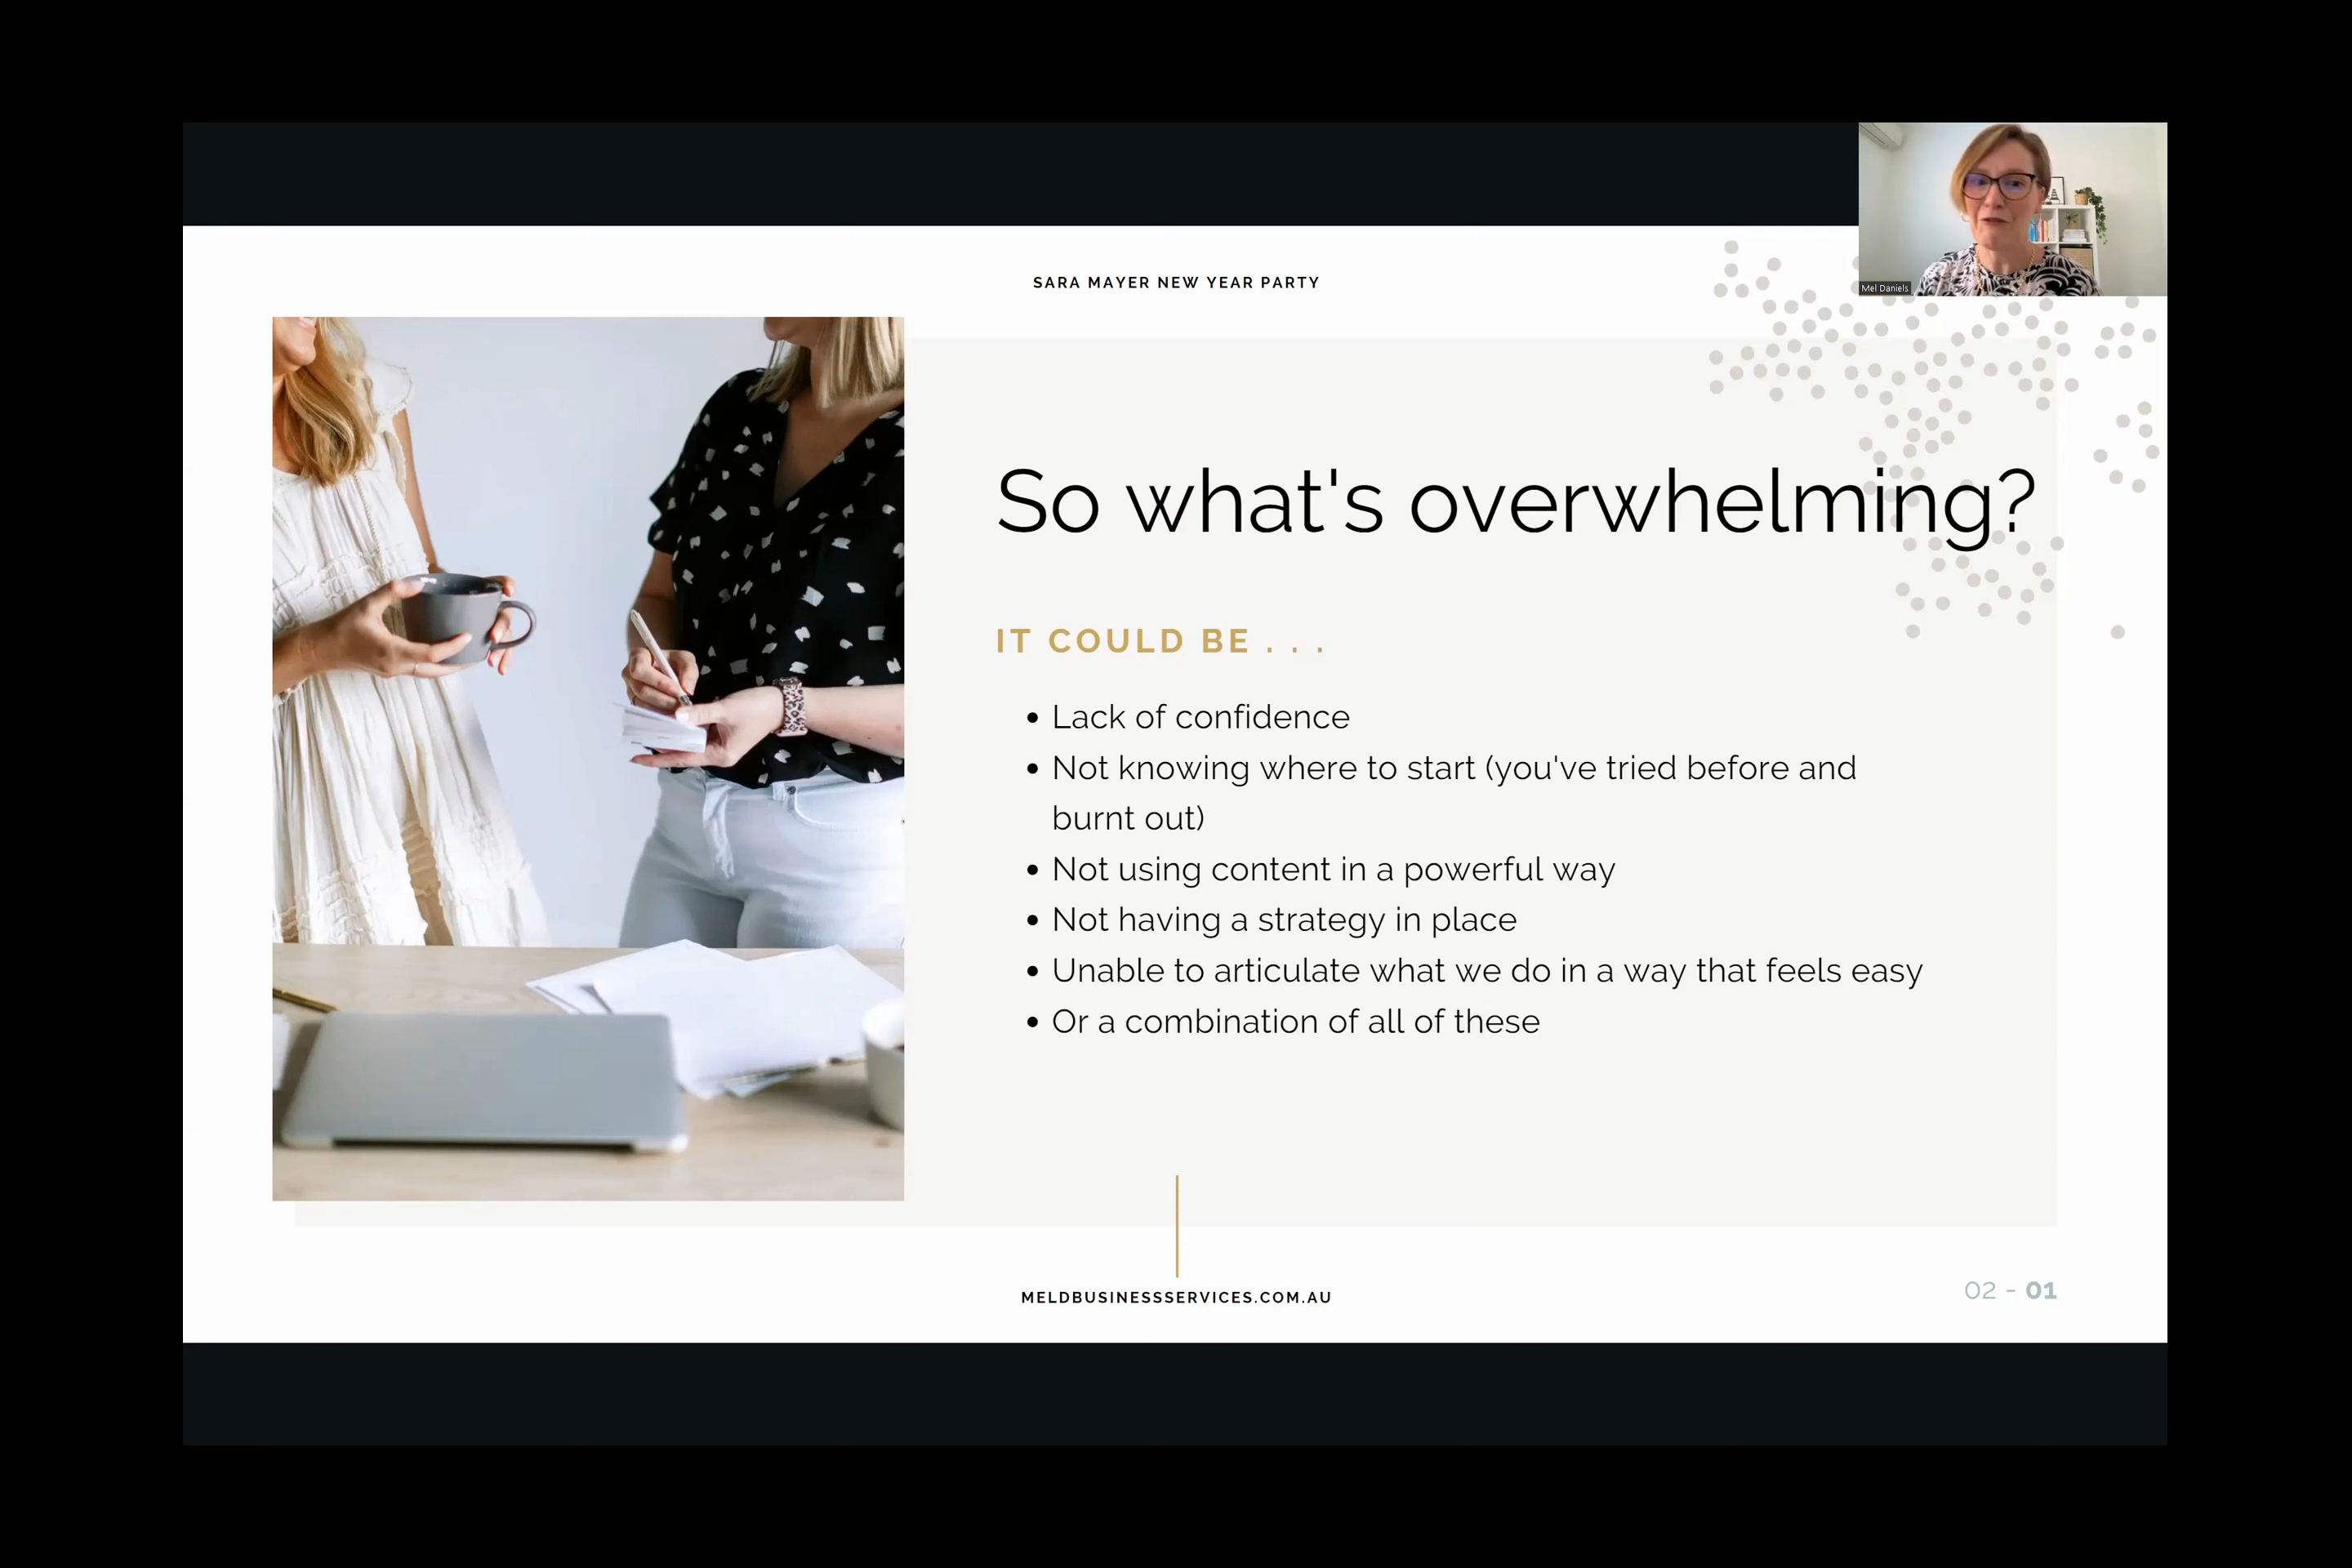 Mel Daniels
SARA MAYER NEW YEAR PARTY
So what's overwhelming?
IT COULD BE . . .
• Lack of confidence
• Not knowing where to start (you've tried before and
burnt out)
• Not using content in a powerful way
• Not having a strategy in place
• Unable to articulate what we do in a way that feels easy
• Or a combination of all of these
MELDBUSINESSSERVICES.COM.AU
02 - 01